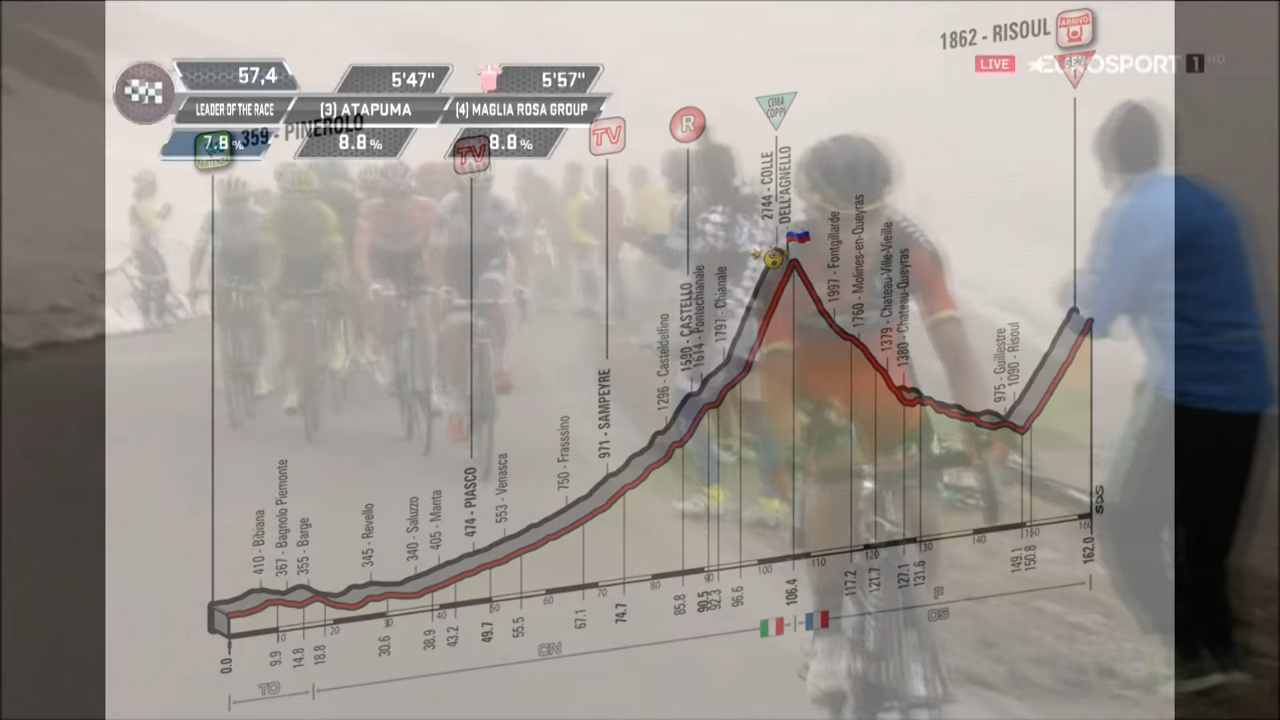 1862 - RISOUL
ARRIVO
GPM
1
LIVE
EUROSPORT 1 HD
57,4
5'47"
5'57"
LEADER OF THE RACE
(3) ATAPUMA
(4) MAGLIA ROSA GROUP
7.8 %
8.8 %
8.8 %
359 - PINEROLO
TV
TV
R
CIMA
COPPI
2744 - COLLE
DELL'AGNELLO
410 - Bibiana
367 - Bagnolo Piemonte
355 - Barge
345 - Revello
340 - Saluzzo
405 - Manta
474 - PIASCO
553 - Venasca
750 - Frasssino
971 - SAMPEYRE
1296 - Casteldelfino
1590 - CASTELLO
1614 - Pontechianale
1797 - Chianale
1997 - Fontgillarde
1760 - Molines-en-Queyras
1379 - Chateau-Ville-Vieille
1380 - Chateau-Queyras
975 - Guillestre
1090 - Risoul
SDS
10
20
30
40
50
60
70
80
90
100
110
120
130
140
150
160
0.0
9.9
14.8
18.8
30.6
38.9
43.2
49.7
55.5
67.1
74.7
85.8
90.5
92.3
96.6
106.4
117.2
121.7
127.1
131.6
149.1
150.8
162.0
TO
CN
F
05